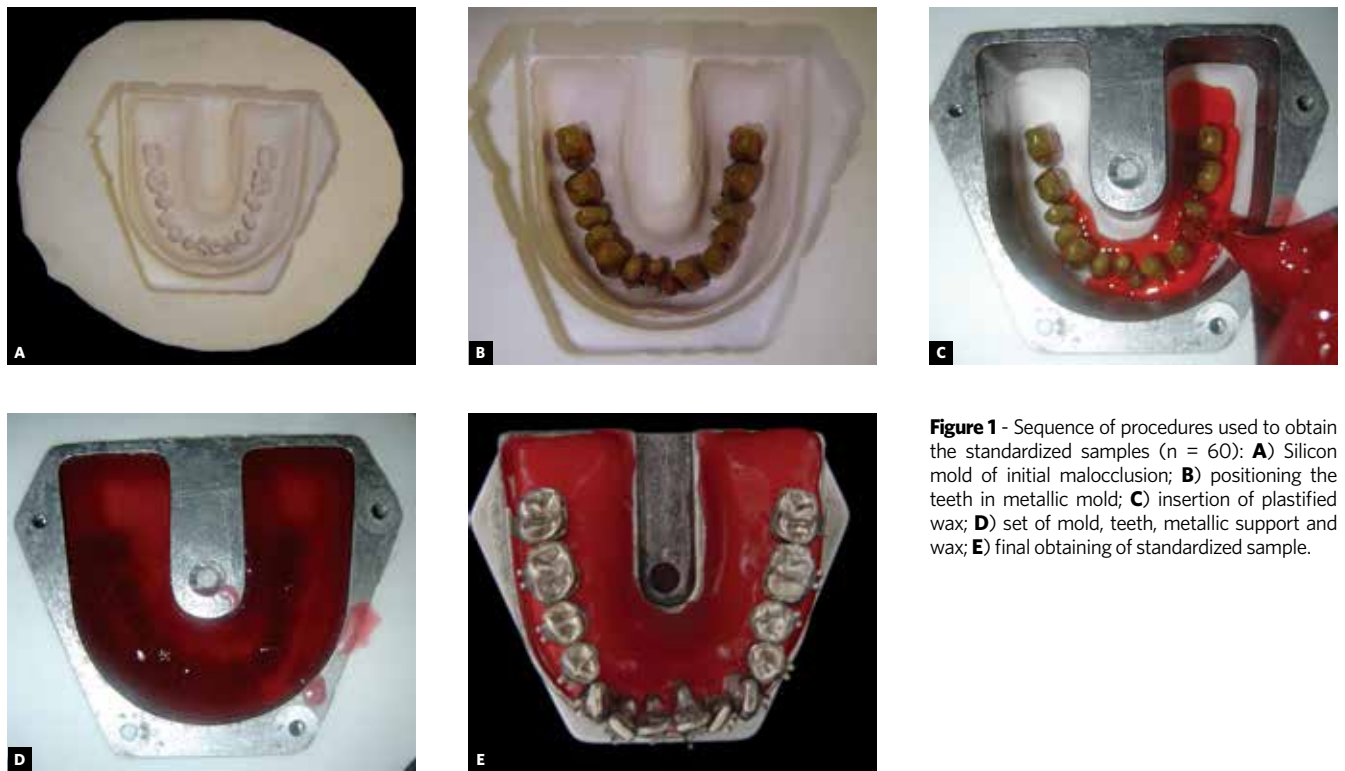 A
B
C
D
E
Figure 1 - Sequence of procedures used to obtain
the standardized samples (n = 60): A) Silicon
mold of initial malocclusion; B) positioning the
teeth in metallic mold; C) insertion of plastified
wax; D) set of mold, teeth, metallic support and
wax; E) final obtaining of standardized sample.